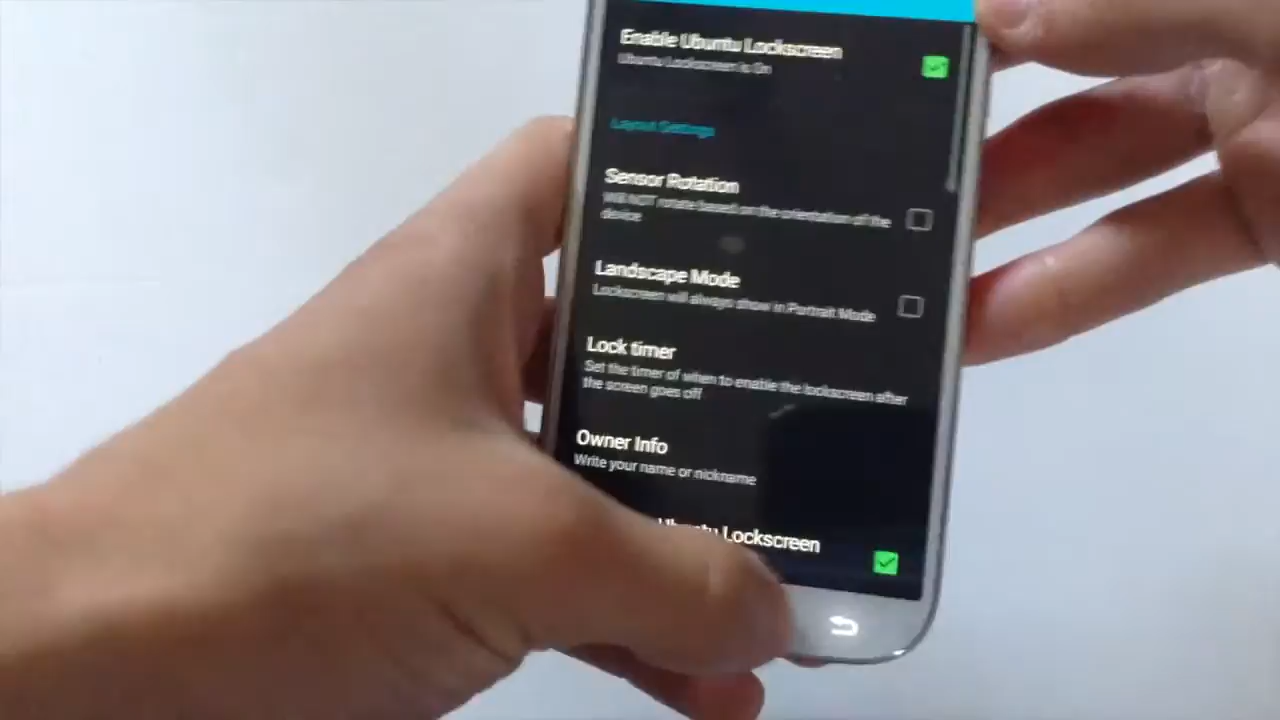 Enable Ubuntu Lockscreen
Ubuntu Lockscreen is On
Layout Settings
Sensor Rotation
Will NOT rotate based on the orientation of the
device
Landscape Mode
Lockscreen will always show in Portrait Mode
Lock timer
Set the timer of when to enable the lockscreen after
the screen goes off
Owner Info
Write your name or nickname
Ubuntu Lockscreen